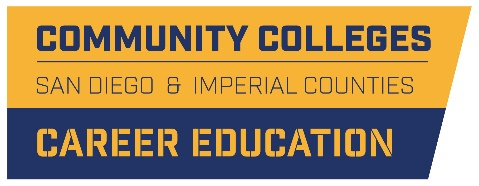 COMMUNITY COLLEGES
SAN DIEGO & IMPERIAL COUNTIES
CAREER EDUCATION